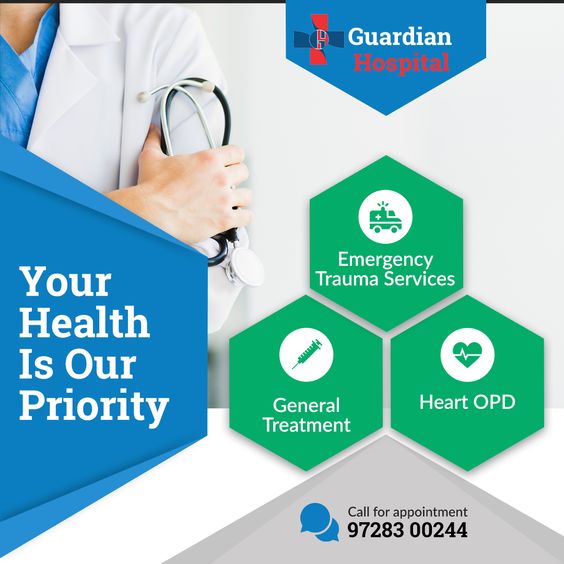 Guardian
Hospital
Your
Health
Is Our
Priority
Emergency
Trauma Services
General
Treatment
Heart OPD
Call for appointment
97283 00244